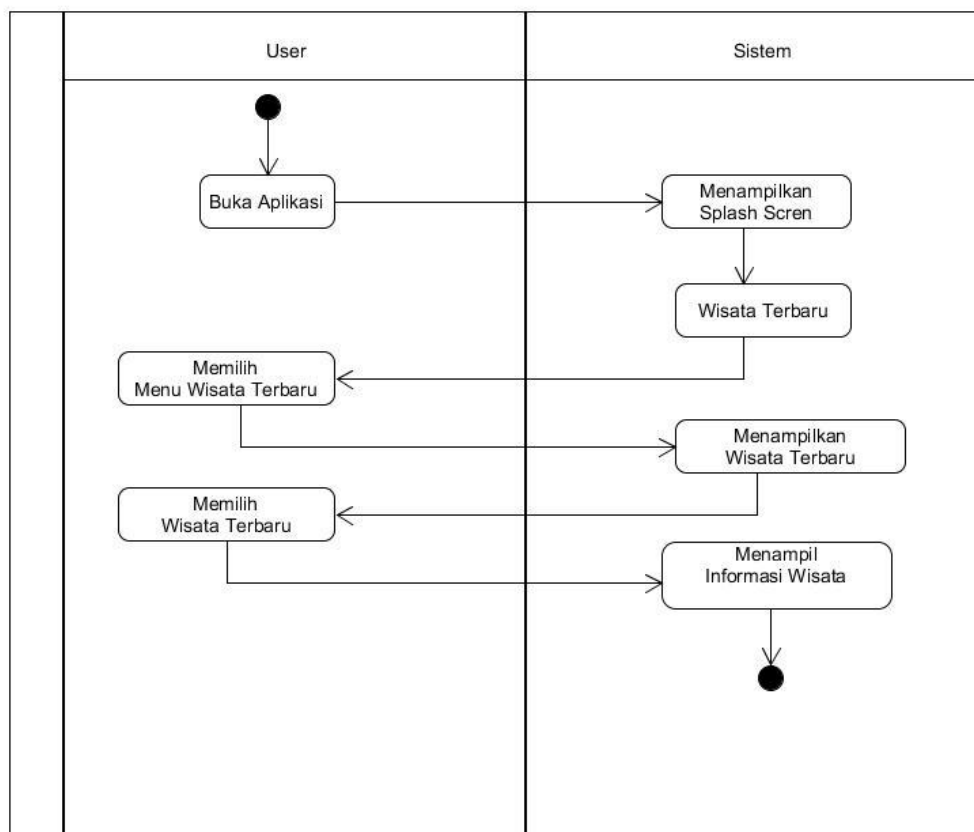 User
Sistem
Buka Aplikasi
Menampilkan
Splash Scren
Wisata Terbaru
Memilih
Menu Wisata Terbaru
Menampilkan
Wisata Terbaru
Memilih
Wisata Terbaru
Menampil
Informasi Wisata